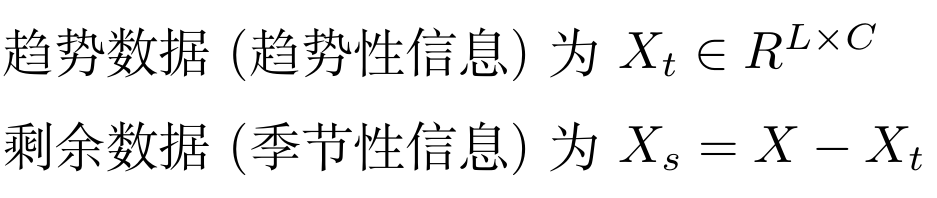 趋势数据 (趋势性信息) 为 $X_t \in R^{L \times C}$
剩余数据 (季节性信息) 为 $X_s = X - X_t$